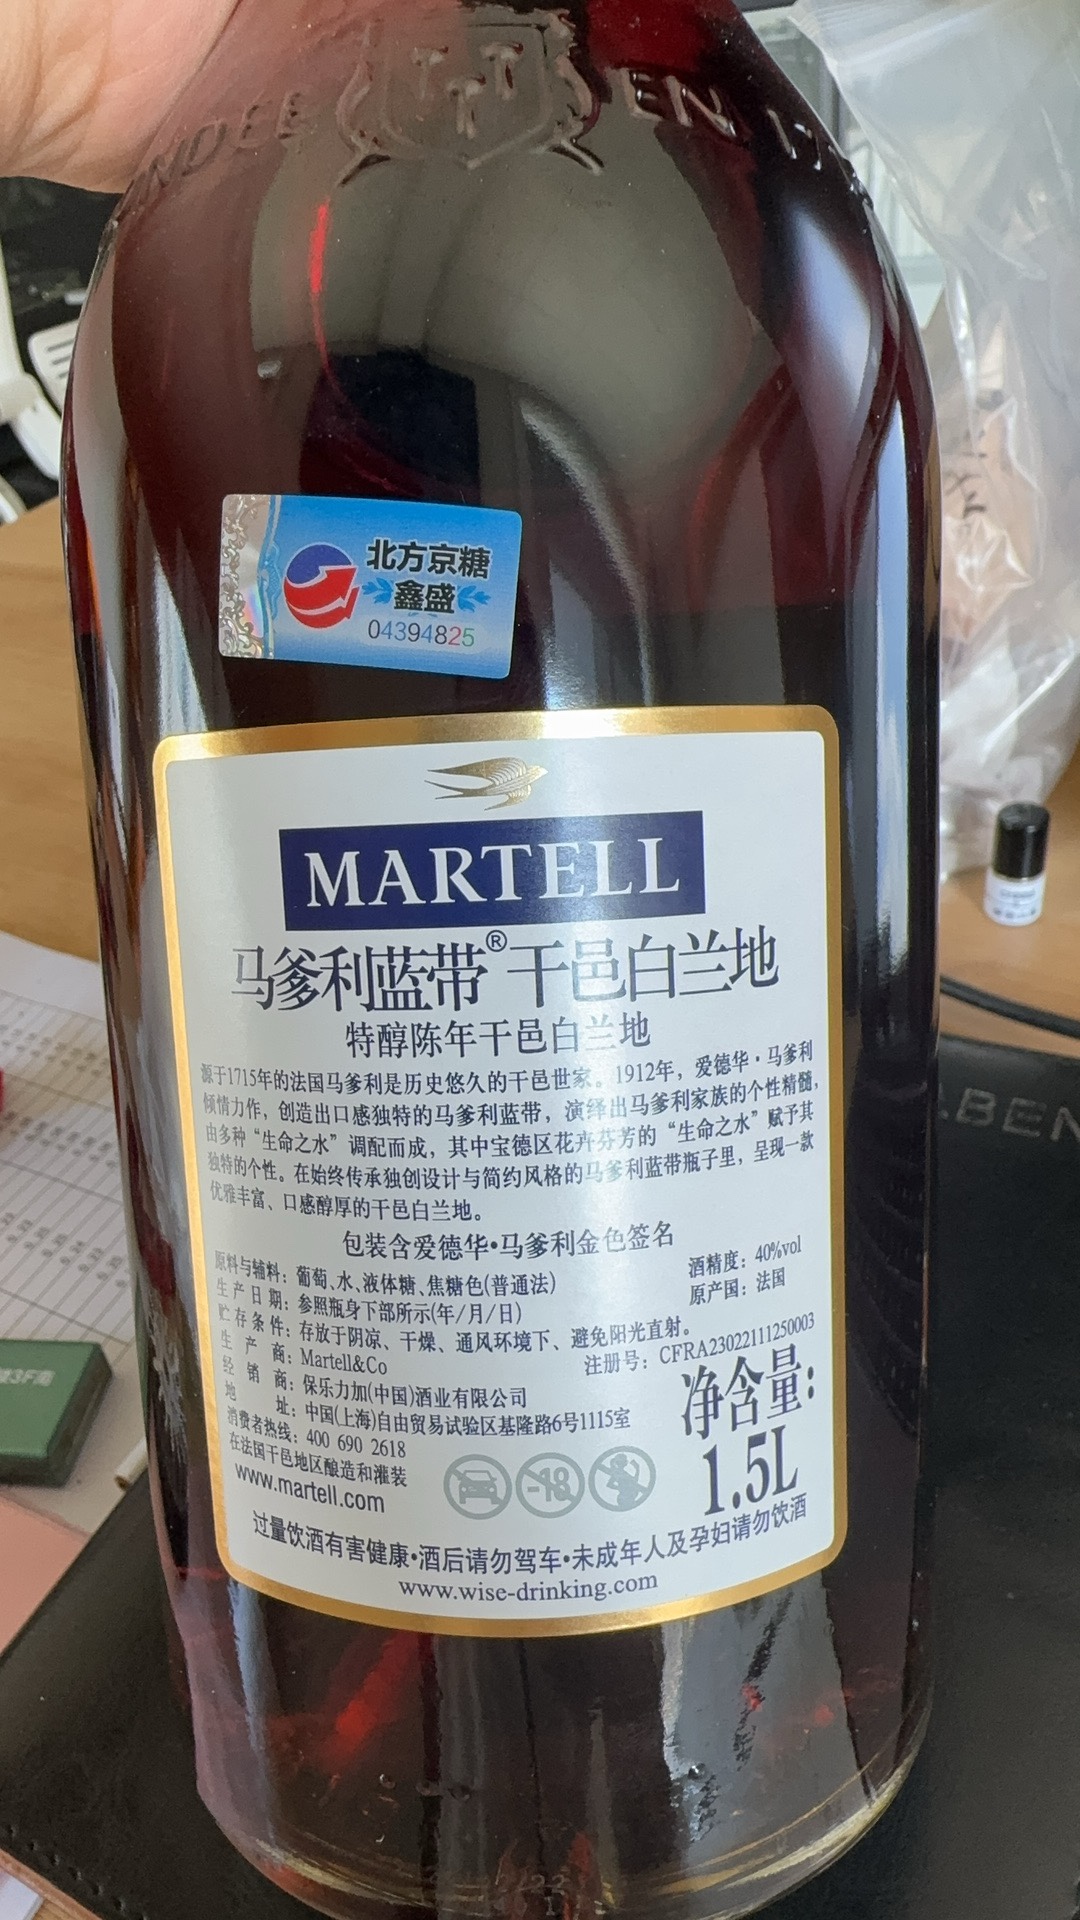 EN
北方京糖
鑫盛
04394825
MARTELL
马爹利蓝带®干邑白兰地
特醇陈年干邑白兰地
源于1715年的法国马爹利是历史悠久的干邑世家。1912年，爱德华·马爹利
倾情力作，创造出口感独特的马爹利蓝带，演绎出马爹利家族的个性精髓，
由多种“生命之水”调配而成，其中宝德区花卉芬芳的“生命之水”赋予其
独特的个性。在始终传承独创设计与简约风格的马爹利蓝带瓶子里，呈现一款
优雅丰富、口感醇厚的干邑白兰地。
包装含爱德华•马爹利金色签名
原料与辅料：葡萄、水、液体糖、焦糖色(普通法)
酒精度：40%vol
生产日期：参照瓶身下部所示(年/月/日)
原产国：法国
贮存条件：存放于阴凉、干燥、通风环境下、避免阳光直射。
生产商：Martell&Co
注册号：CFRA23022111250003
经销商：保乐力加(中国)酒业有限公司
地址：中国(上海)自由贸易试验区基隆路6号1115室
消费者热线：400 690 2618
在法国干邑地区酿造和灌装
www.martell.com
-18
净含量：
1.5L
过量饮酒有害健康•酒后请勿驾车•未成年人及孕妇请勿饮酒
www.wise-drinking.com